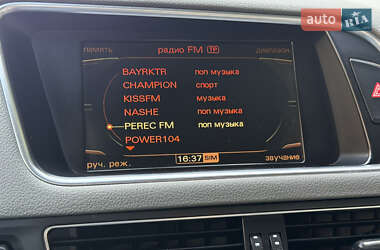 auto RIA
ПАМЯТЬ радио FM TP ДИАПАЗОН
BAYRKTR поп музыка
CHAMPION спорт
KISSFM музыка
NASHE поп музыка
PEREC FM поп музыка
POWER104
руч. реж. 16:37 SIM звучание